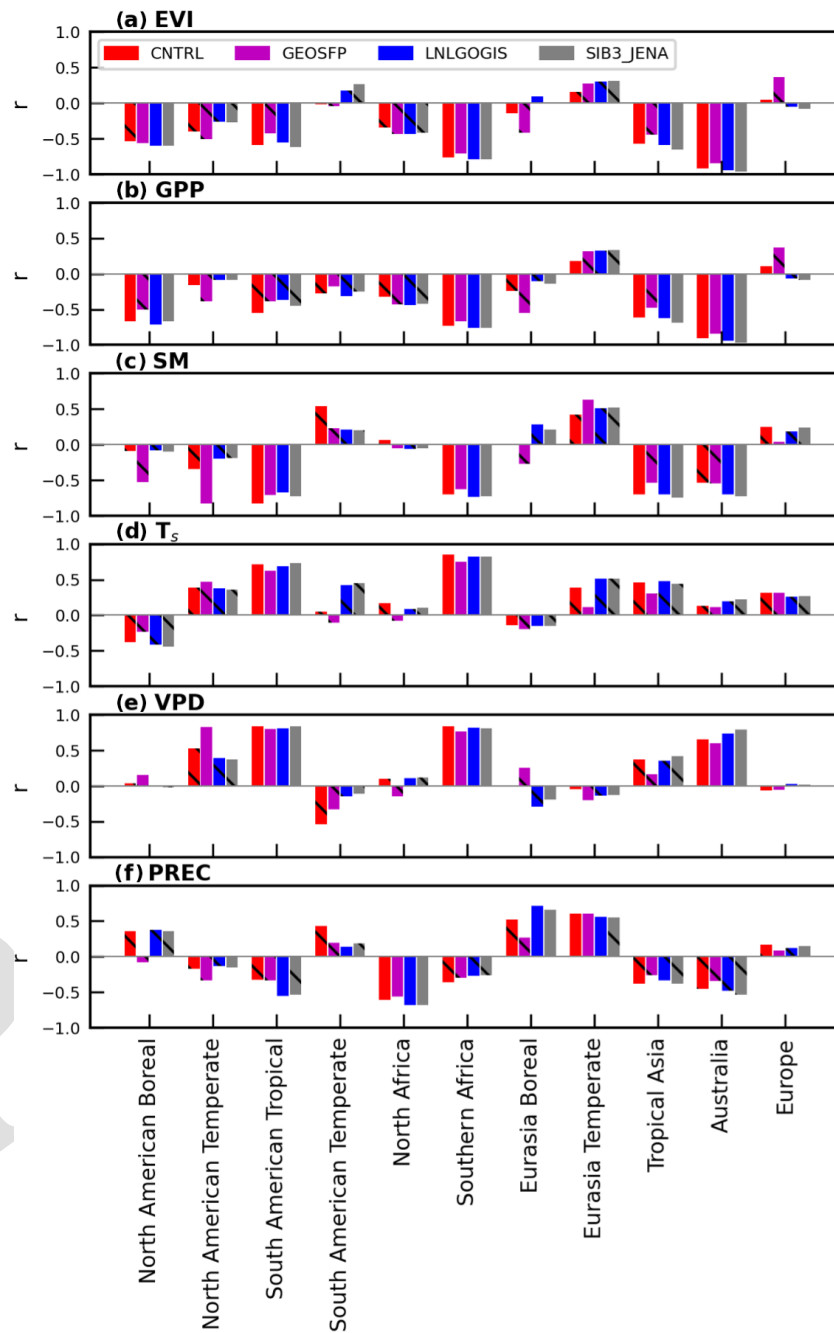 (a) EVI
1.0
CNTRL GEOSFP LNLGOGIS SIB3_JENA
0.5
0.0
r
−0.5
−1.0
(b) GPP
1.0
0.5
0.0
r
−0.5
−1.0
(c) SM
1.0
0.5
0.0
r
−0.5
−1.0
(d) Ts
1.0
0.5
0.0
r
−0.5
−1.0
(e) VPD
1.0
0.5
0.0
r
−0.5
−1.0
(f) PREC
1.0
0.5
0.0
r
−0.5
−1.0
North American Boreal
North American Temperate
South American Tropical
South American Temperate
North Africa
Southern Africa
Eurasia Boreal
Eurasia Temperate
Tropical Asia
Australia
Europe